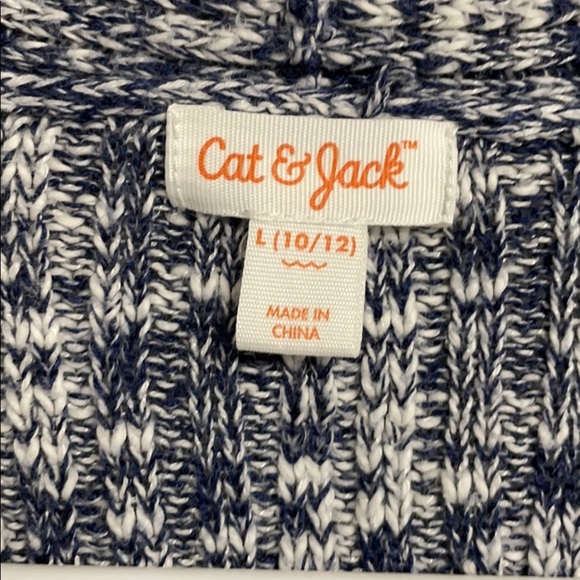 Cat & Jack™
L (10/12)
MADE IN
CHINA